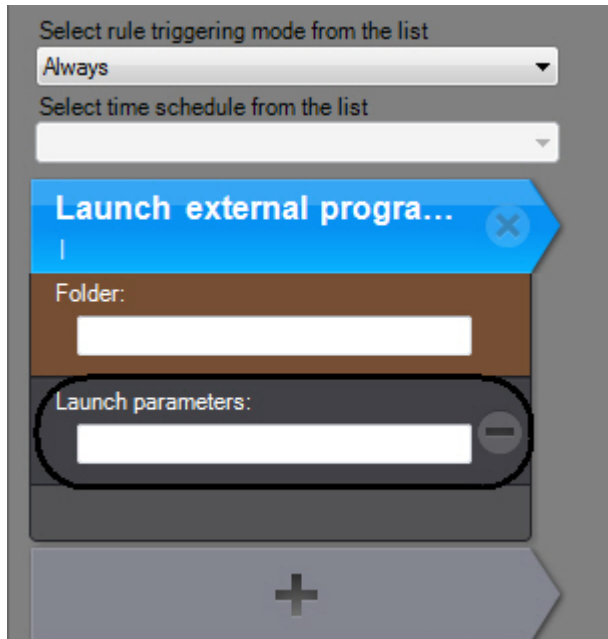 Select rule triggering mode from the list
Always
Select time schedule from the list
Launch external progra...
|
Folder:
Launch parameters: